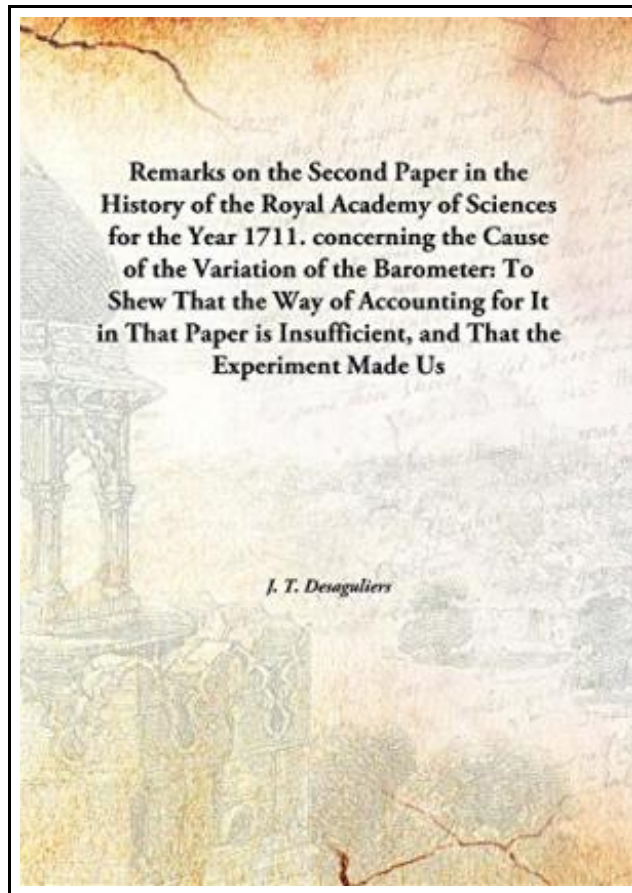 Remarks on the Second Paper in the
History of the Royal Academy of Sciences
for the Year 1711. concerning the Cause
of the Variation of the Barometer: To
Shew That the Way of Accounting for It
in That Paper is Insufficient, and That the
Experiment Made Us
J. T. Desaguliers